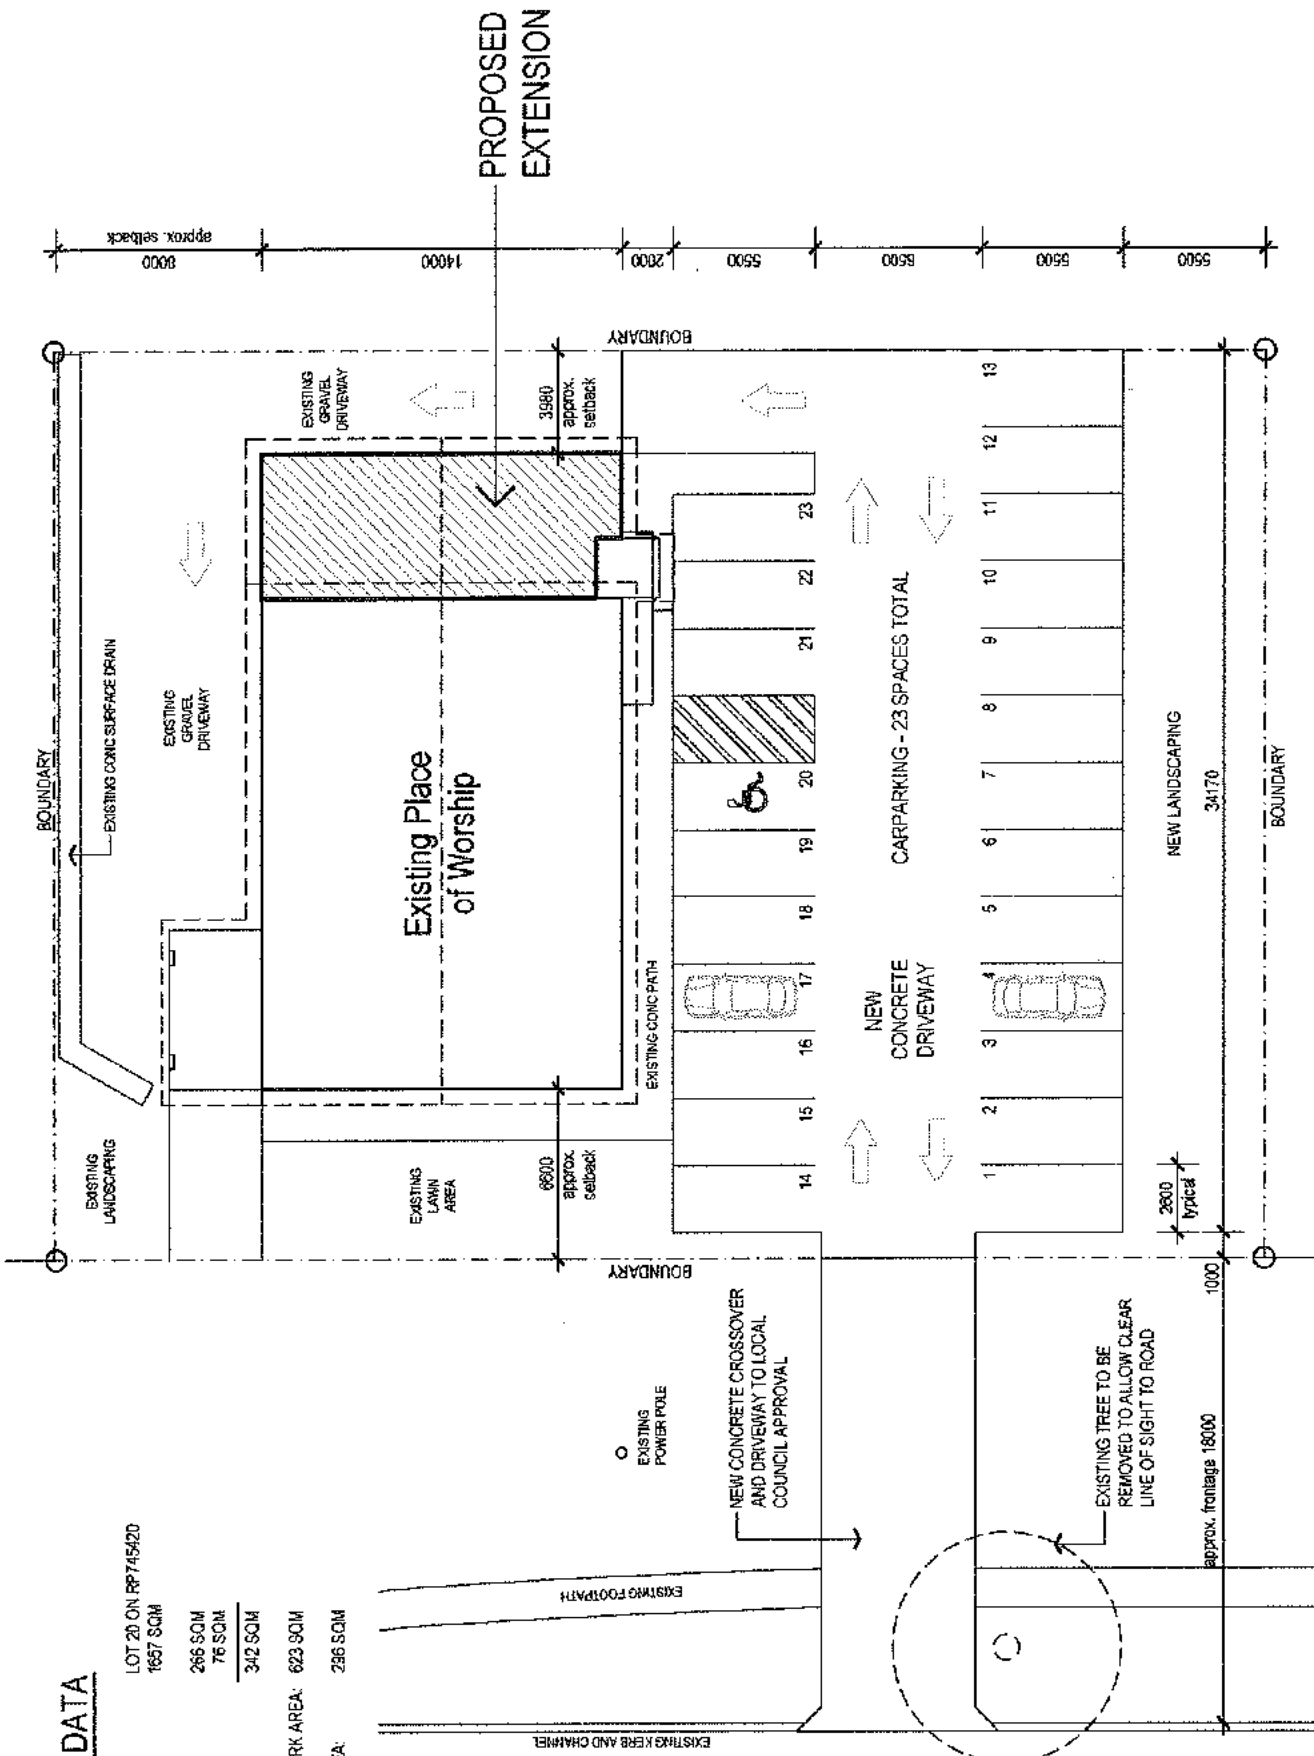 DATA
LOT 20 ON RP745420
1657 SQM
266 SQM
76 SQM
342 SQM
RK AREA: 623 SQM
A: 296 SQM
BOUNDARY
EXISTING CONC SURFACE DRAIN
EXISTING
LANDSCAPING
EXISTING
GRAVEL
DRIVEWAY
EXISTING
GRAVEL
DRIVEWAY
approx. setback
14000
2000
5500
6500
5500
5500
PROPOSED
EXTENSION
Existing Place
of Worship
EXISTING
LAWN
AREA
6600
approx.
setback
3980
approx.
setback
BOUNDARY
BOUNDARY
EXISTING CONC PATH
EXISTING
POWER POLE
14
15
16
17
18
19
20
21
22
23
NEW
CONCRETE
DRIVEWAY
CARPARKING - 23 SPACES TOTAL
1
2
3
4
5
6
7
8
9
10
11
12
13
NEW CONCRETE CROSSOVER
AND DRIVEWAY TO LOCAL
COUNCIL APPROVAL
EXISTING TREE TO BE
REMOVED TO ALLOW CLEAR
LINE OF SIGHT TO ROAD
EXISTING FOOTPATH
EXISTING KERB AND CHANNEL
2600
typical
NEW LANDSCAPING
approx. frontage 18000
1000
34170
BOUNDARY